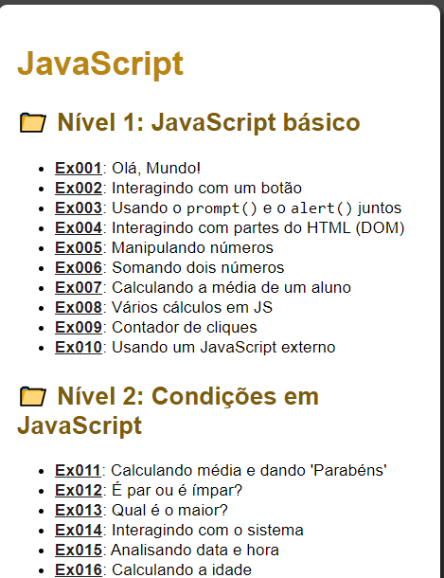 JavaScript
Nível 1: JavaScript básico
Ex001: Olá, Mundo!
Ex002: Interagindo com um botão
Ex003: Usando o prompt() e o alert() juntos
Ex004: Interagindo com partes do HTML (DOM)
Ex005: Manipulando números
Ex006: Somando dois números
Ex007: Calculando a média de um aluno
Ex008: Vários cálculos em JS
Ex009: Contador de cliques
Ex010: Usando um JavaScript externo
Nível 2: Condições em
JavaScript
Ex011: Calculando média e dando 'Parabéns'
Ex012: É par ou é ímpar?
Ex013: Qual é o maior?
Ex014: Interagindo com o sistema
Ex015: Analisando data e hora
Ex016: Calculando a idade